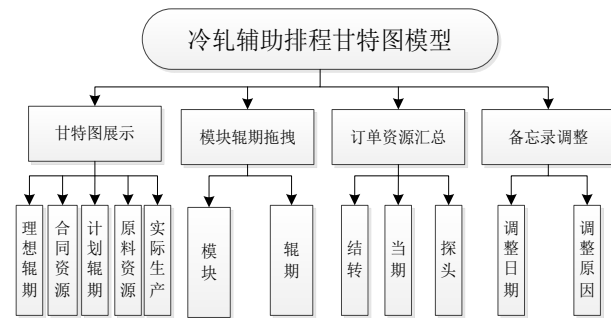 冷轧辅助排程甘特图模型
甘特图展示
模块辊期拖拽
订单资源汇总
备忘录调整
理想辊期
合同资源
计划辊期
原料资源
实际生产
模块
辊期
结转
当期
探头
调整日期
调整原因